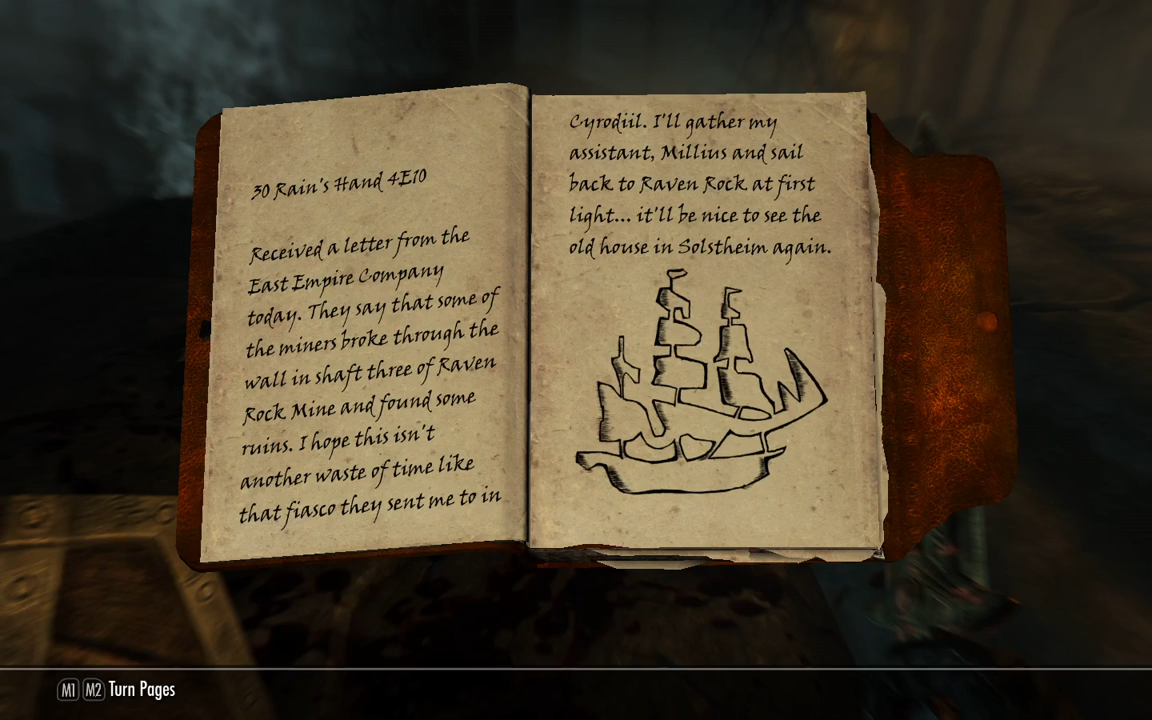 30 Rain's Hand 4E10
Received a letter from the
East Empire Company
today. They say that some of
the miners broke through the
wall in shaft three of Raven
Rock Mine and found some
ruins. I hope this isn't
another waste of time like
that fiasco they sent me to in
Cyrodiil. I'll gather my
assistant, Millius and sail
back to Raven Rock at first
light... it'll be nice to see the
old house in Solstheim again.
M1 M2 Turn Pages